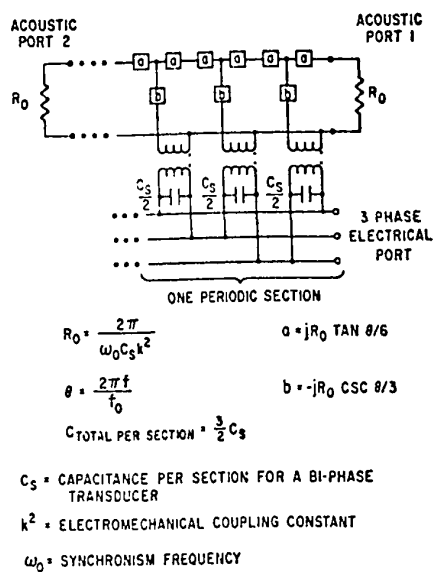 ACOUSTIC
PORT 2
ACOUSTIC
PORT 1
a a a a a a
R₀
b b b
R₀
Cₛ/2 Cₛ/2 Cₛ/2
3 PHASE
ELECTRICAL
PORT
ONE PERIODIC SECTION
R₀ = 2π/ω₀Cₛk²
a = jR₀ TAN θ/6
θ = 2πf/f₀
b = -jR₀ CSC θ/3
C TOTAL PER SECTION = 3/2 Cₛ
Cₛ = CAPACITANCE PER SECTION FOR A BI-PHASE
TRANSDUCER
k² = ELECTROMECHANICAL COUPLING CONSTANT
ω₀ = SYNCHRONISM FREQUENCY